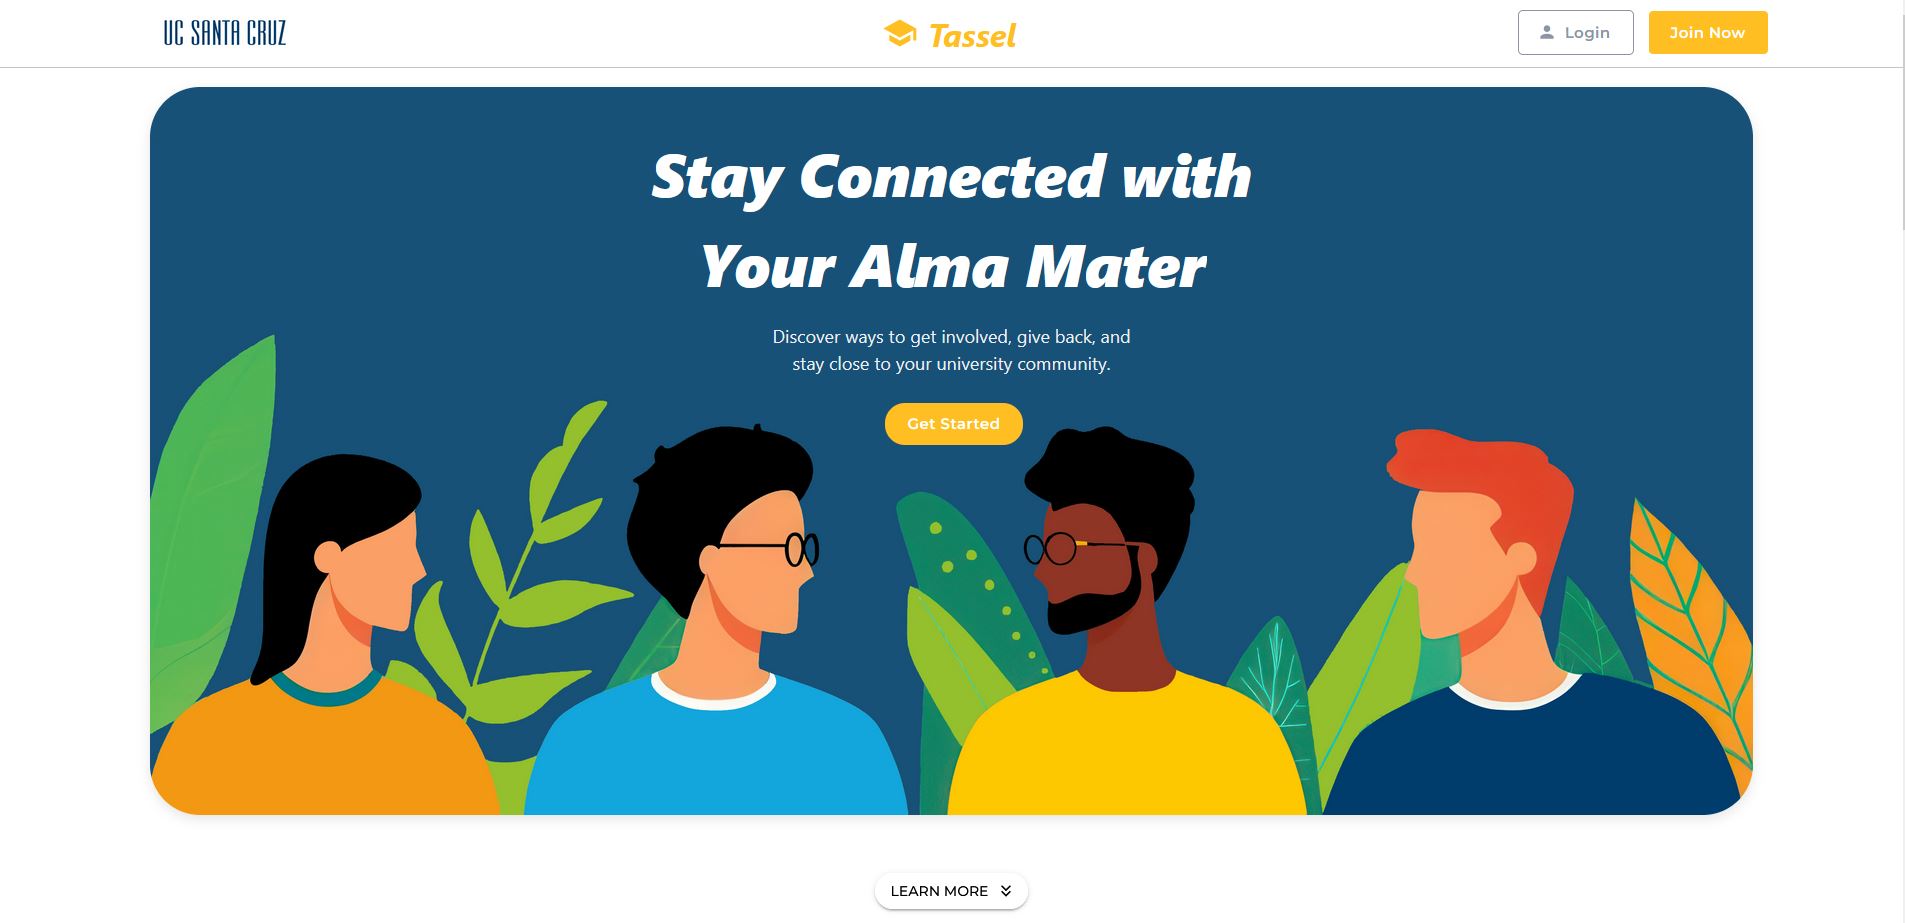 UC SANTA CRUZ
Tassel
Login
Join Now
Stay Connected with
Your Alma Mater
Discover ways to get involved, give back, and
stay close to your university community.
Get Started
LEARN MORE